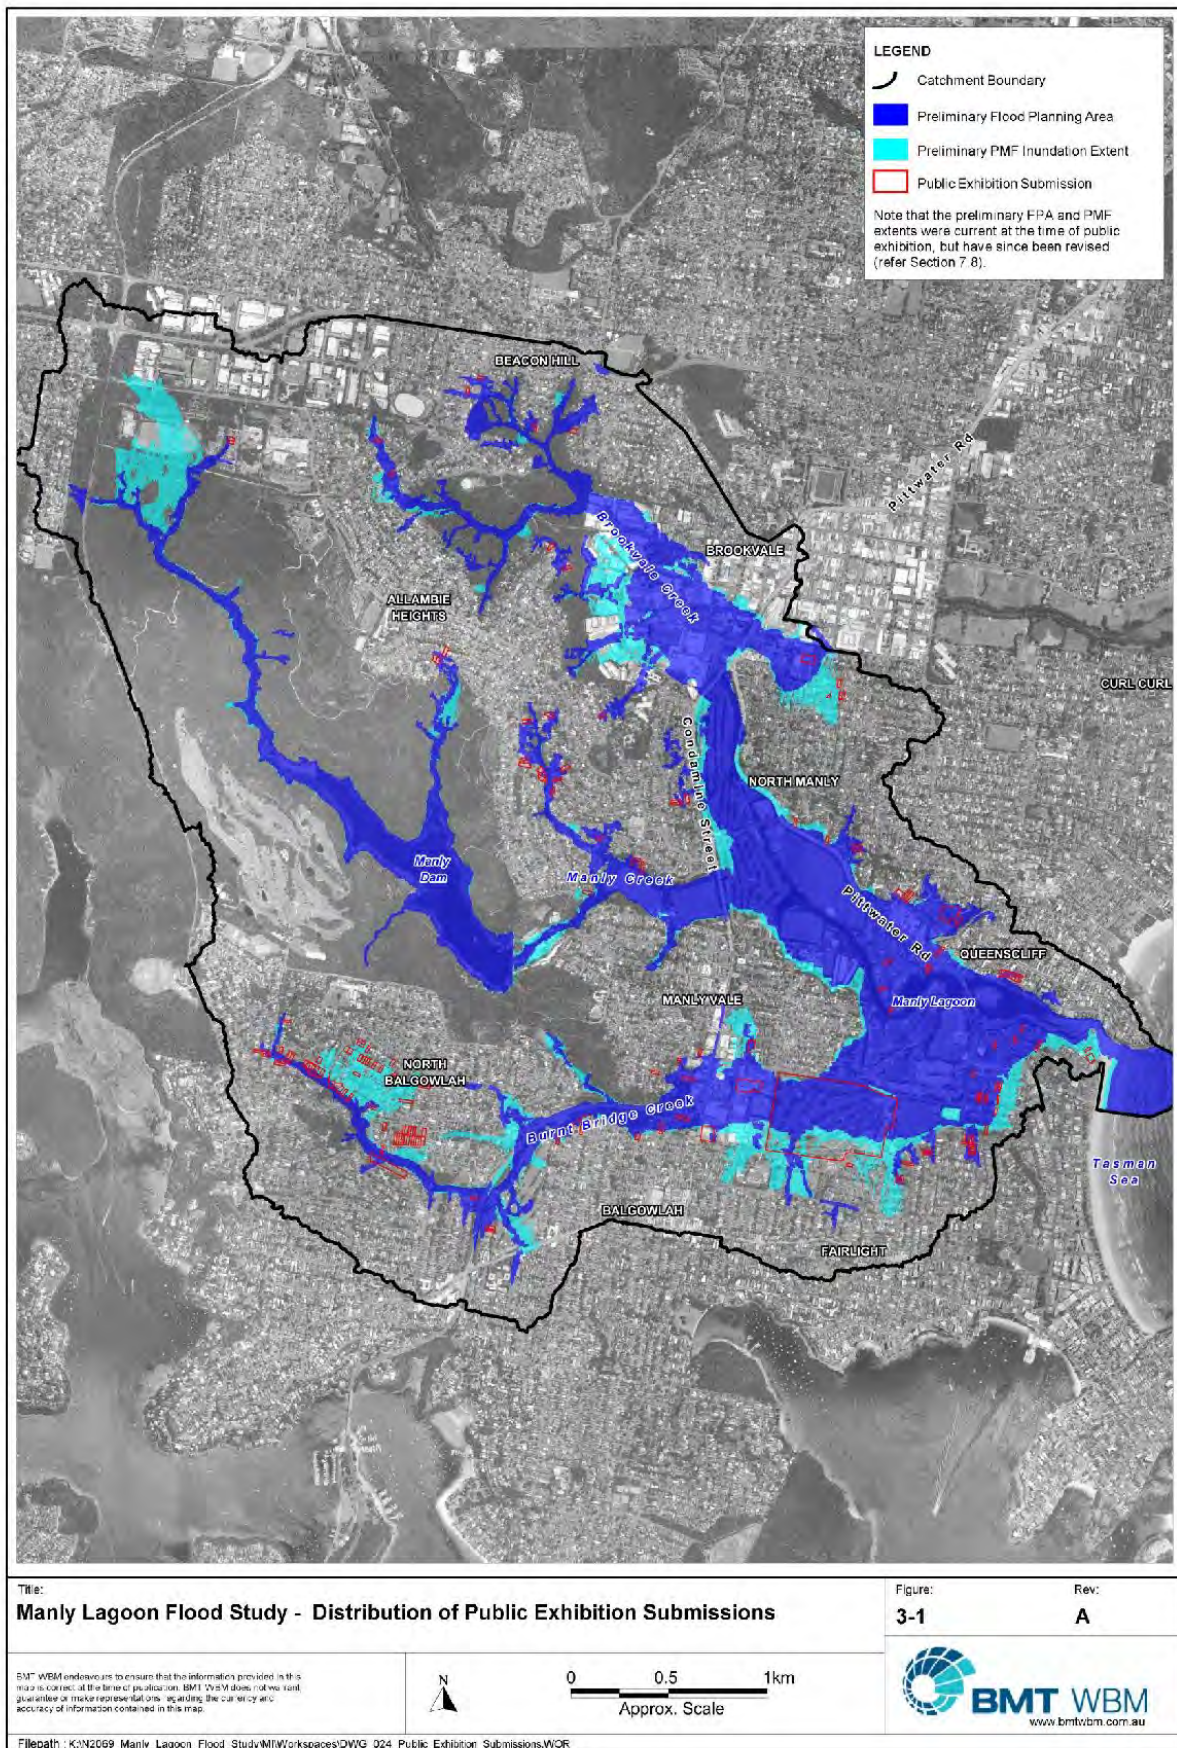 LEGEND
Catchment Boundary
Preliminary Flood Planning Area
Preliminary PMF Inundation Extent
Public Exhibition Submission
Note that the preliminary FPA and PMF
extents were current at the time of public
exhibition, but have since been revised
(refer Section 7.8).
BEACON HILL
Pittwater Rd
Brookvale Creek
BROOKVALE
ALLAMBIE
HEIGHTS
CURL CURL
Condamine Street
NORTH MANLY
Manly
Dam
Manly Creek
Pittwater Rd
QUEENSCLIFF
MANLY VALE
Manly Lagoon
NORTH
BALGOWLAH
Burnt Bridge Creek
Tasman
Sea
BALGOWLAH
FAIRLIGHT
Title:
Manly Lagoon Flood Study - Distribution of Public Exhibition Submissions
Figure:
3-1
Rev:
A
BMT WBM endeavours to ensure that the information provided in this
map is correct at the time of publication. BMT WBM does not warrant,
guarantee or make representations regarding the currency and
accuracy of information contained in this map.
N
0 0.5 1km
Approx. Scale
BMT WBM
www.bmtwbm.com.au
Filepath : K:\N2069_Manly_Lagoon_Flood_Study\MI\Workspaces\DWG_024_Public_Exhibition_Submissions.WOR